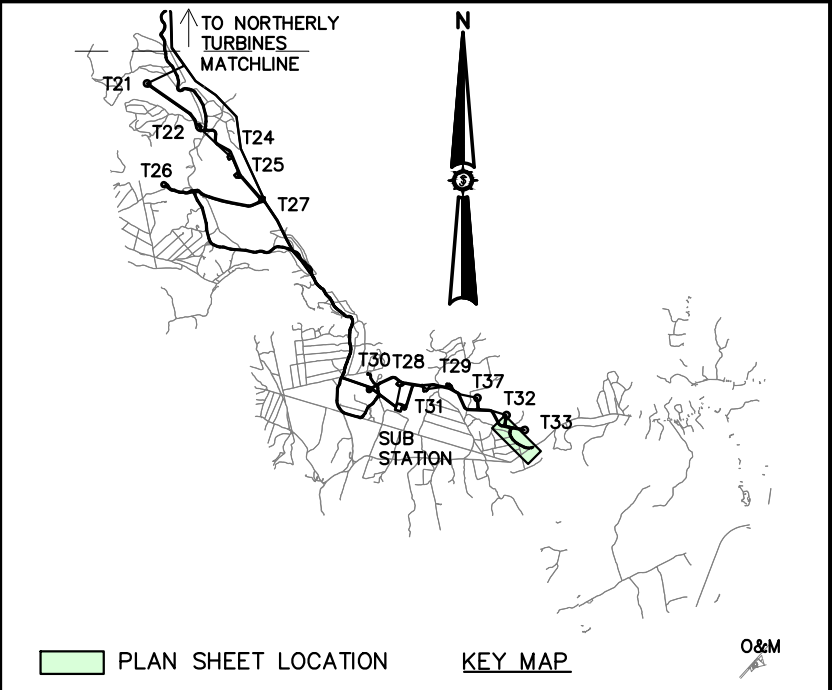 TO NORTHERLY
TURBINES
MATCHLINE
N
T21
T22
T24
T25
T26
T27
T30
T28
T29
T37
T31
T32
T33
SUB
STATION
PLAN SHEET LOCATION
KEY MAP
O&M